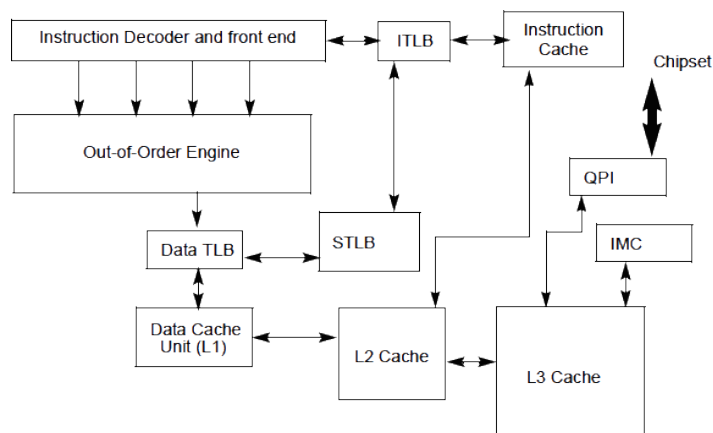 Instruction Decoder and front end
ITLB
Instruction
Cache
Chipset
Out-of-Order Engine
QPI
Data TLB
STLB
IMC
Data Cache
Unit (L1)
L2 Cache
L3 Cache